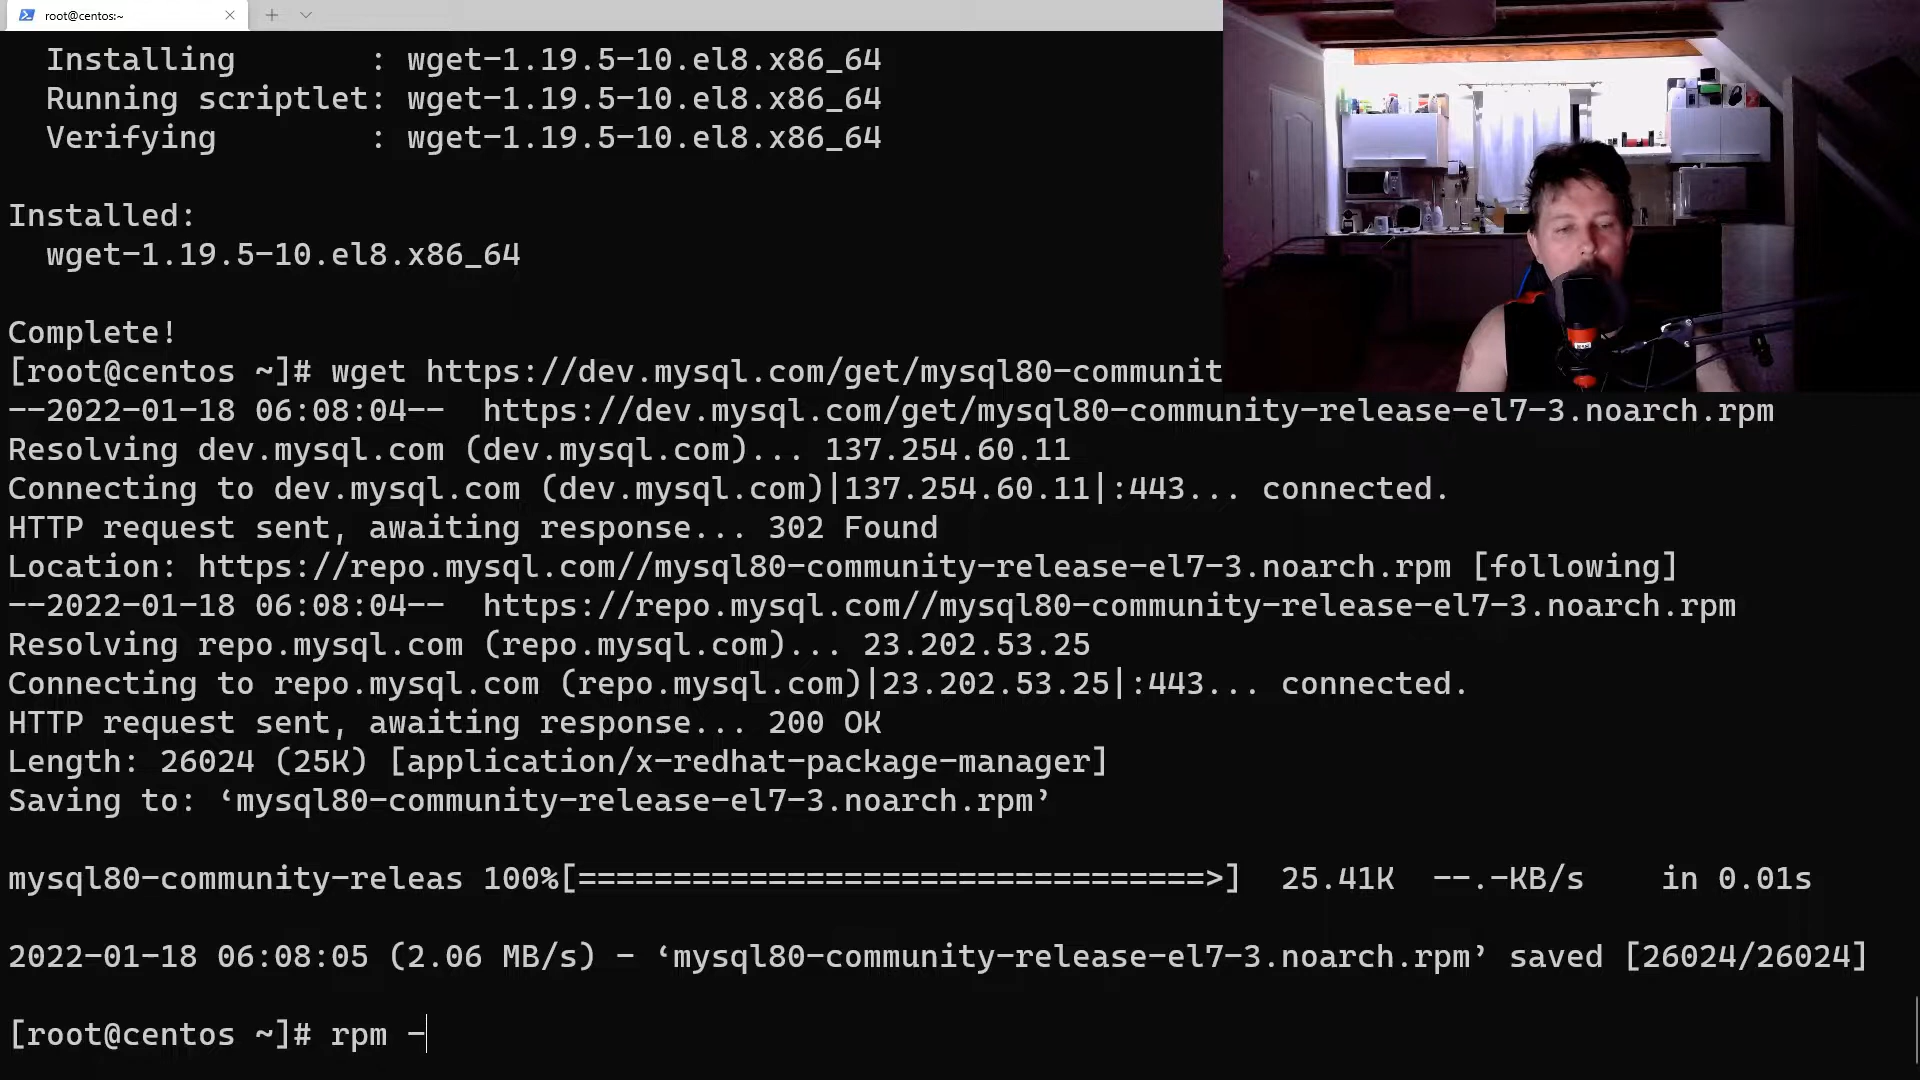 root@centos:~
Installing : wget-1.19.5-10.el8.x86_64
Running scriptlet: wget-1.19.5-10.el8.x86_64
Verifying : wget-1.19.5-10.el8.x86_64
Installed:
wget-1.19.5-10.el8.x86_64
Complete!
[root@centos ~]# wget https://dev.mysql.com/get/mysql80-communit
--2022-01-18 06:08:04-- https://dev.mysql.com/get/mysql80-community-release-el7-3.noarch.rpm
Resolving dev.mysql.com (dev.mysql.com)... 137.254.60.11
Connecting to dev.mysql.com (dev.mysql.com)|137.254.60.11|:443... connected.
HTTP request sent, awaiting response... 302 Found
Location: https://repo.mysql.com//mysql80-community-release-el7-3.noarch.rpm [following]
--2022-01-18 06:08:04-- https://repo.mysql.com//mysql80-community-release-el7-3.noarch.rpm
Resolving repo.mysql.com (repo.mysql.com)... 23.202.53.25
Connecting to repo.mysql.com (repo.mysql.com)|23.202.53.25|:443... connected.
HTTP request sent, awaiting response... 200 OK
Length: 26024 (25K) [application/x-redhat-package-manager]
Saving to: ‘mysql80-community-release-el7-3.noarch.rpm’
mysql80-community-releas 100%[=================================>] 25.41K --.-KB/s in 0.01s
2022-01-18 06:08:05 (2.06 MB/s) - ‘mysql80-community-release-el7-3.noarch.rpm’ saved [26024/26024]
[root@centos ~]# rpm -